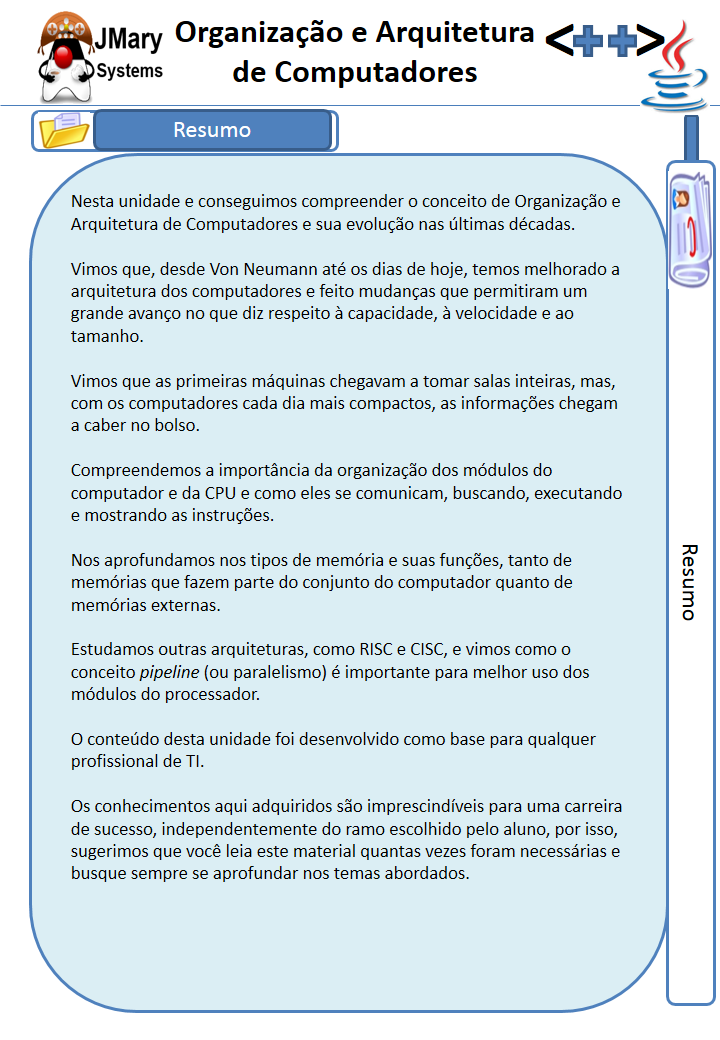 JMary
Systems
Organização e Arquitetura
de Computadores
<++>
Resumo
Nesta unidade e conseguimos compreender o conceito de Organização e
Arquitetura de Computadores e sua evolução nas últimas décadas.
Vimos que, desde Von Neumann até os dias de hoje, temos melhorado a
arquitetura dos computadores e feito mudanças que permitiram um
grande avanço no que diz respeito à capacidade, à velocidade e ao
tamanho.
Vimos que as primeiras máquinas chegavam a tomar salas inteiras, mas,
com os computadores cada dia mais compactos, as informações chegam
a caber no bolso.
Compreendemos a importância da organização dos módulos do
computador e da CPU e como eles se comunicam, buscando, executando
e mostrando as instruções.
Nos aprofundamos nos tipos de memória e suas funções, tanto de
memórias que fazem parte do conjunto do computador quanto de
memórias externas.
Estudamos outras arquiteturas, como RISC e CISC, e vimos como o
conceito pipeline (ou paralelismo) é importante para melhor uso dos
módulos do processador.
O conteúdo desta unidade foi desenvolvido como base para qualquer
profissional de TI.
Os conhecimentos aqui adquiridos são imprescindíveis para uma carreira
de sucesso, independentemente do ramo escolhido pelo aluno, por isso,
sugerimos que você leia este material quantas vezes foram necessárias e
busque sempre se aprofundar nos temas abordados.
Resumo